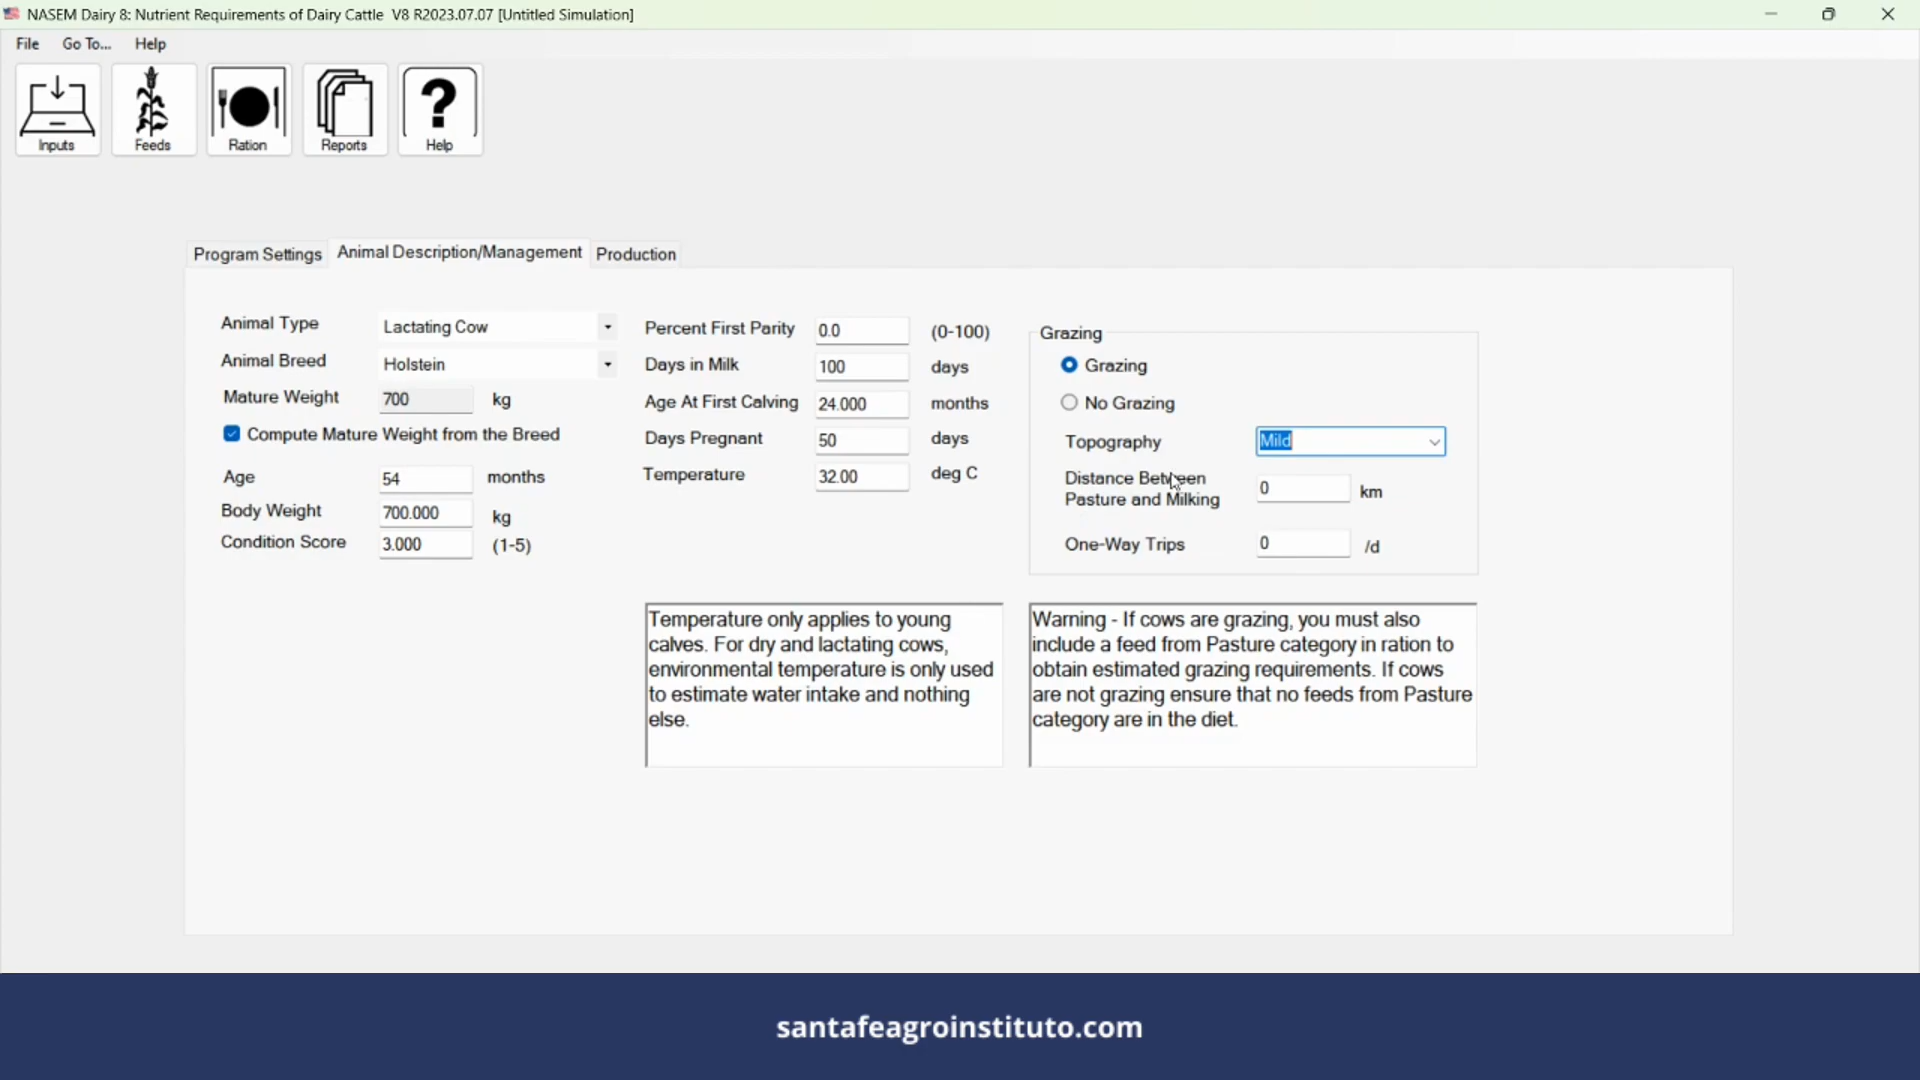 NASEM Dairy 8: Nutrient Requirements of Dairy Cattle V8 R2023.07.07 [Untitled Simulation]
File Go To... Help
Inputs Feeds Ration Reports Help
Program Settings Animal Description/Management Production
Animal Type Lactating Cow
Animal Breed Holstein
Mature Weight 700 kg
Compute Mature Weight from the Breed
Age 54 months
Body Weight 700.000 kg
Condition Score 3.000 (1-5)
Percent First Parity 0.0 (0-100)
Days in Milk 100 days
Age At First Calving 24.000 months
Days Pregnant 50 days
Temperature 32.00 deg C
Grazing
Grazing
No Grazing
Topography Mild
Distance Between
Pasture and Milking 0 km
One-Way Trips 0 /d
Temperature only applies to young
calves. For dry and lactating cows,
environmental temperature is only used
to estimate water intake and nothing
else.
Warning - If cows are grazing, you must also
include a feed from Pasture category in ration to
obtain estimated grazing requirements. If cows
are not grazing ensure that no feeds from Pasture
category are in the diet.
santafeagroinstituto.com